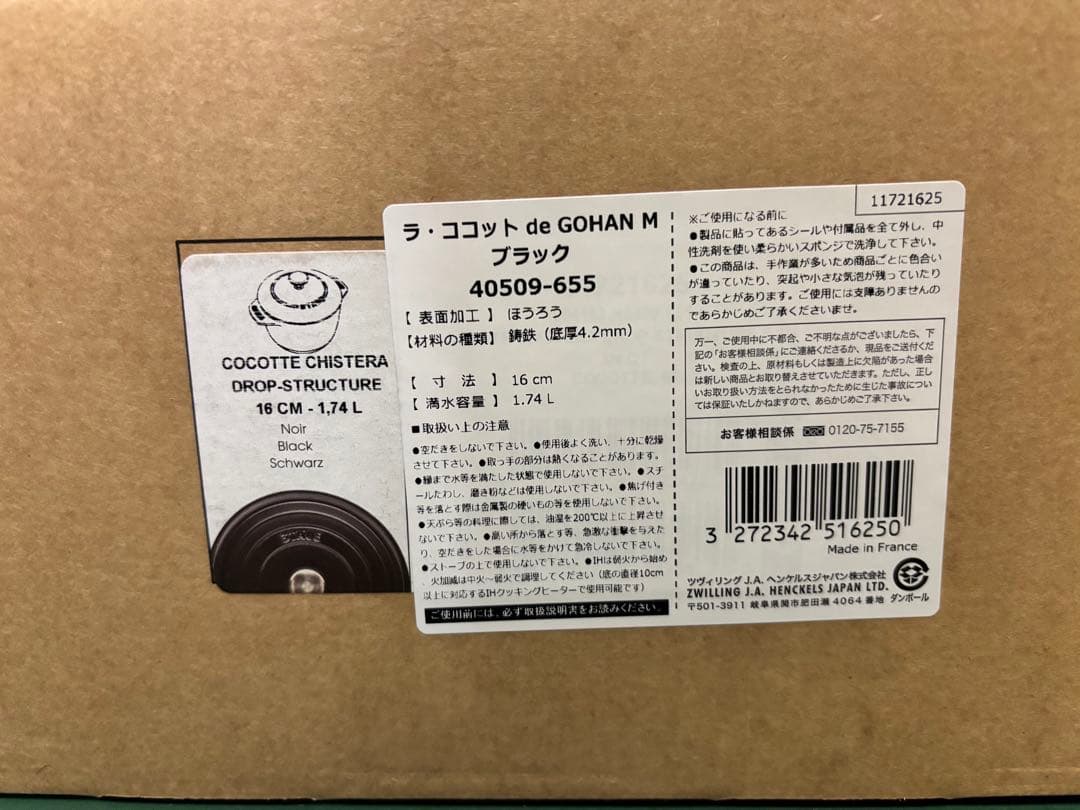 COCOTTE CHISTERA
DROP-STRUCTURE
16 CM - 1,74 L
Noir
Black
Schwarz
STAUB
ラ・ココット de GOHAN M
ブラック
40509-655
【 表面加工 】 ほうろう
【材料の種類】 鋳鉄（底厚4.2mm）
【 寸 法 】 16 cm
【 満水容量 】 1.74 L
■取扱い上の注意
●空だきをしないで下さい。●使用後よく洗い、十分に乾燥
させて下さい。●取っ手の部分は熱くなることがあります。
●縁まで水等を満たした状態で使用しないで下さい。●スチ
ールたわし、磨き粉などは使用しないで下さい。●焦げ付き
等を落とす際は金属製の硬いもの等を使用しないで下さい。
●天ぷら等の料理に際しては、油温を200℃以上に上昇させ
ないで下さい。●高い所から落とす等、急激な衝撃を与えた
り、空だきをした場合に水等をかけて急冷しないで下さい。
●ストーブの上で使用しないで下さい。●IHは弱火から始め
、火加減は中火～弱火で調理してください（底の直径10cm
以上に対応するIHクッキングヒーターで使用可能です）
ご使用前には、必ず取扱説明書をお読みください。
11721625
※ご使用になる前に
●製品に貼ってあるシールや付属品を全て外し、中
性洗剤を使い柔らかいスポンジで洗浄して下さい。
●この商品は、手作業が多いため商品ごとに色合い
が違っていたり、突起や小さな気泡が残っていたり
することがあります。ご使用には支障ありませんの
であらかじめご了承くださいませ。
万一、ご使用中に不都合、ご不明な点がございましたら、下
記の「お客様相談係」にご連絡くださるか、現品をご送付くだ
さい。検査の上、原材料もしくは製造上に欠陥があった場合
は新しい商品とお取り替えさせていただきます。ただし、正し
いお取り扱い方法をとられなかったために生じた事故につい
ては保証いたしかねますので、あらかじめご了承下さい。
お客様相談係 0120-75-7155
3 272342 516250
Made in France
ツヴィリング J.A. ヘンケルスジャパン株式会社
ZWILLING J.A. HENCKELS JAPAN LTD.
〒501-3911 岐阜県関市肥田瀬 4064 番地
ダンボール